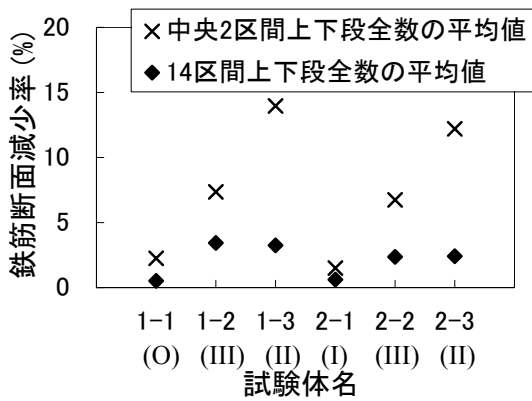 鉄筋断面減少率(%)
20
15
10
5
0
×中央2区間上下段全数の平均値
◆14区間上下段全数の平均値
1-1 1-2 1-3 2-1 2-2 2-3
(O) (III) (II) (I) (III) (II)
試験体名